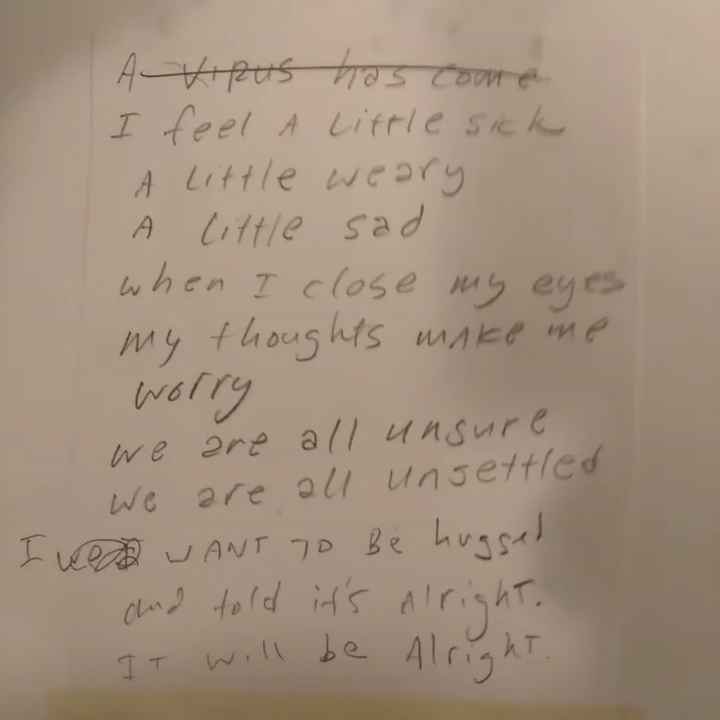 A virus has come
I feel A Little sick
A Little weary
A Little sad
when I close my eyes
my thoughts make me
worry
we are all unsure
we are all unsettled
I WANT TO Be hugged
and told it's Alright.
IT will be Alright.